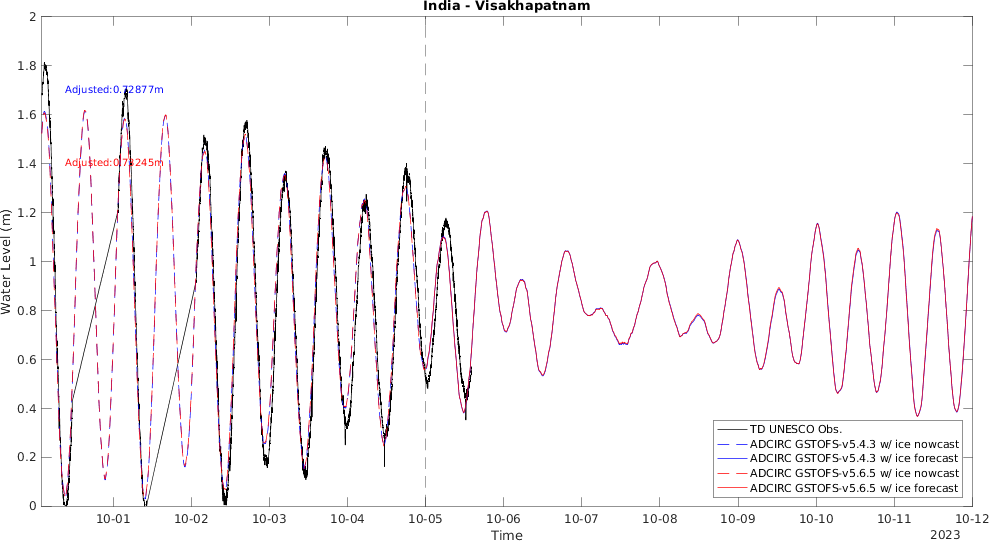 India - Visakhapatnam
2
1.8
1.6
1.4
1.2
1
0.8
0.6
0.4
0.2
0
Water Level (m)
Adjusted:0.72877m
Adjusted:0.73245m
TD UNESCO Obs.
ADCIRC GSTOFS-v5.4.3 w/ ice nowcast
ADCIRC GSTOFS-v5.4.3 w/ ice forecast
ADCIRC GSTOFS-v5.6.5 w/ ice nowcast
ADCIRC GSTOFS-v5.6.5 w/ ice forecast
10-01 10-02 10-03 10-04 10-05 10-06 10-07 10-08 10-09 10-10 10-11 10-12
Time
2023